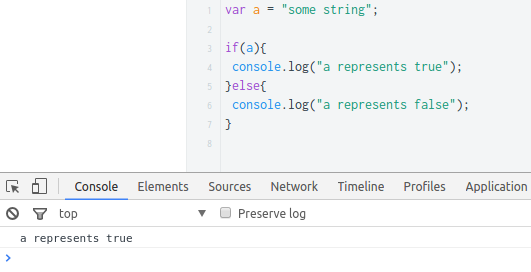 1 var a = "some string";
2
3 if(a){
4 console.log("a represents true");
5 }else{
6 console.log("a represents false");
7 }
8
Console Elements Sources Network Timeline Profiles Application
top Preserve log
a represents true
>